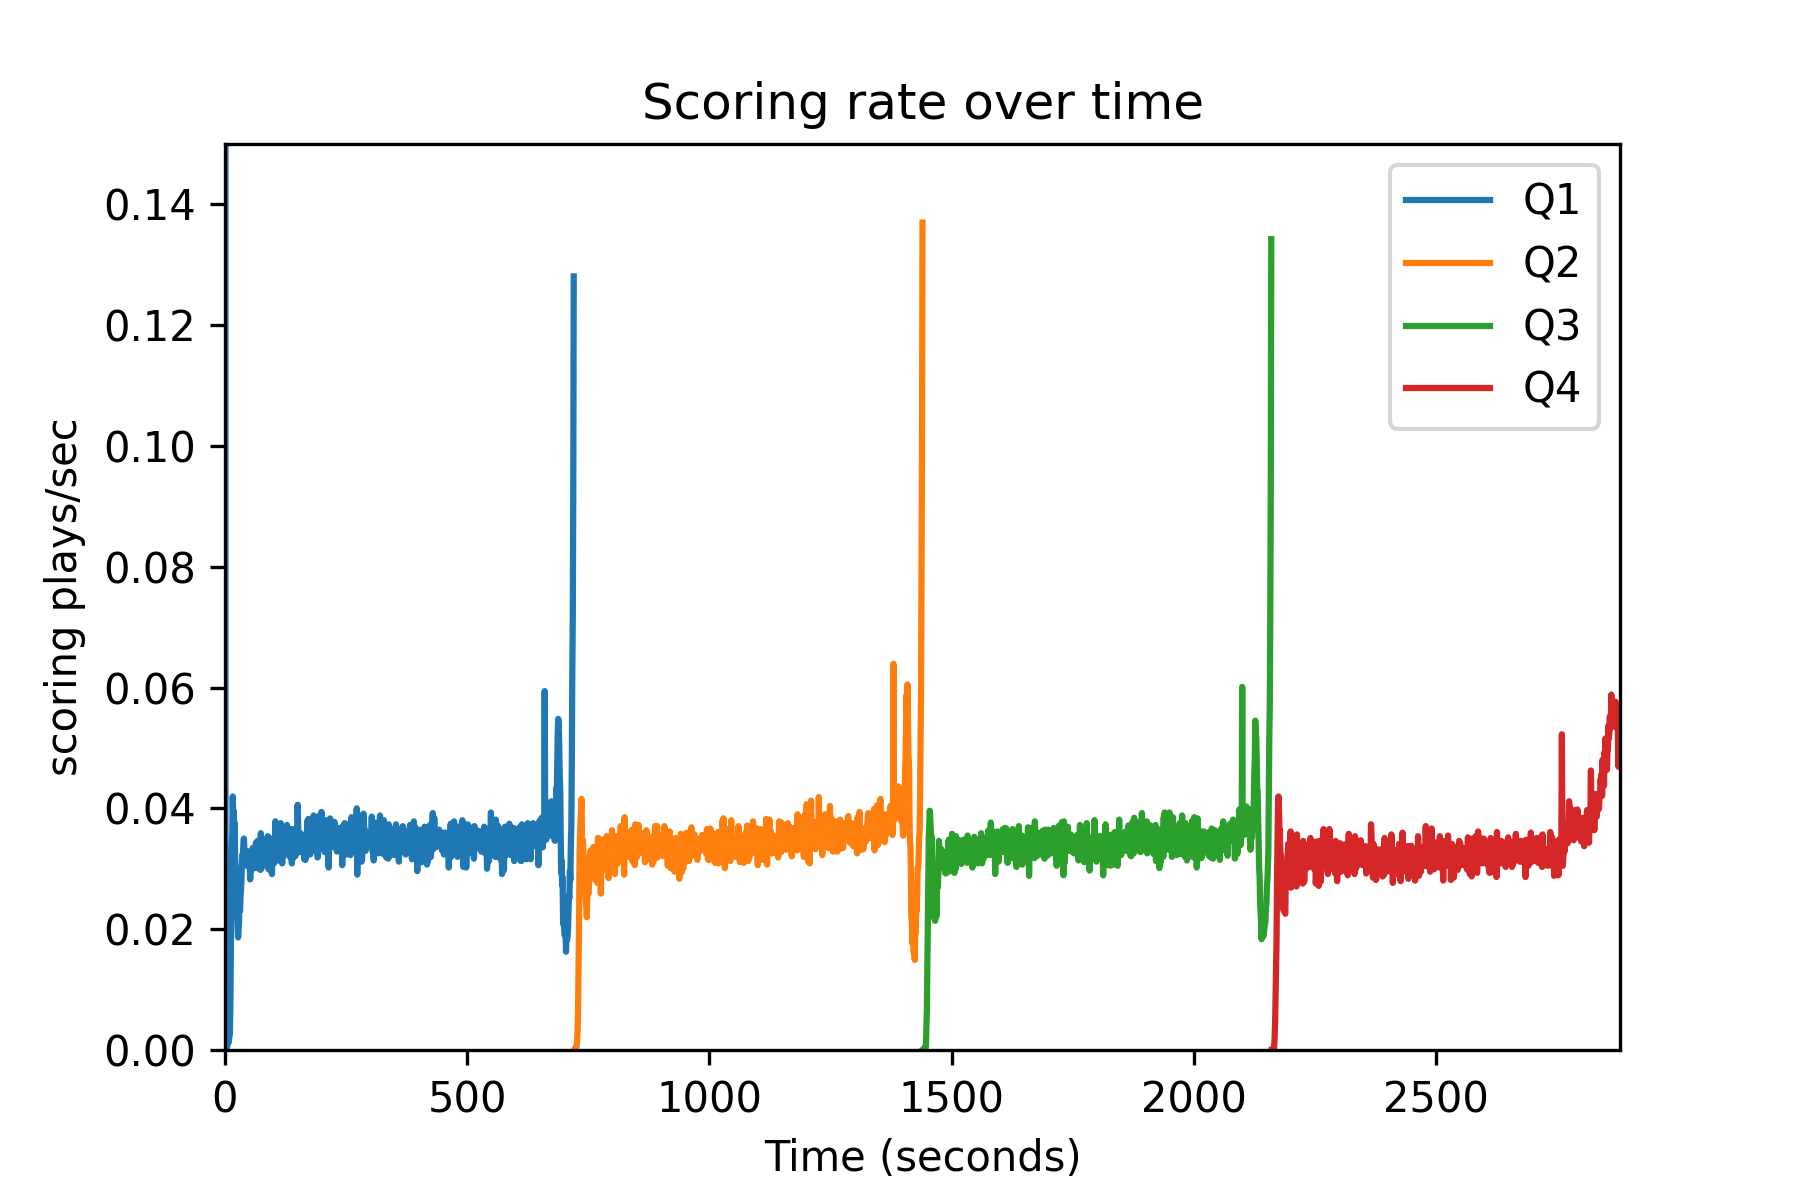 Scoring rate over time
0.14
0.12
0.10
0.08
0.06
0.04
0.02
0.00
scoring plays/sec
Q1
Q2
Q3
Q4
0 500 1000 1500 2000 2500
Time (seconds)